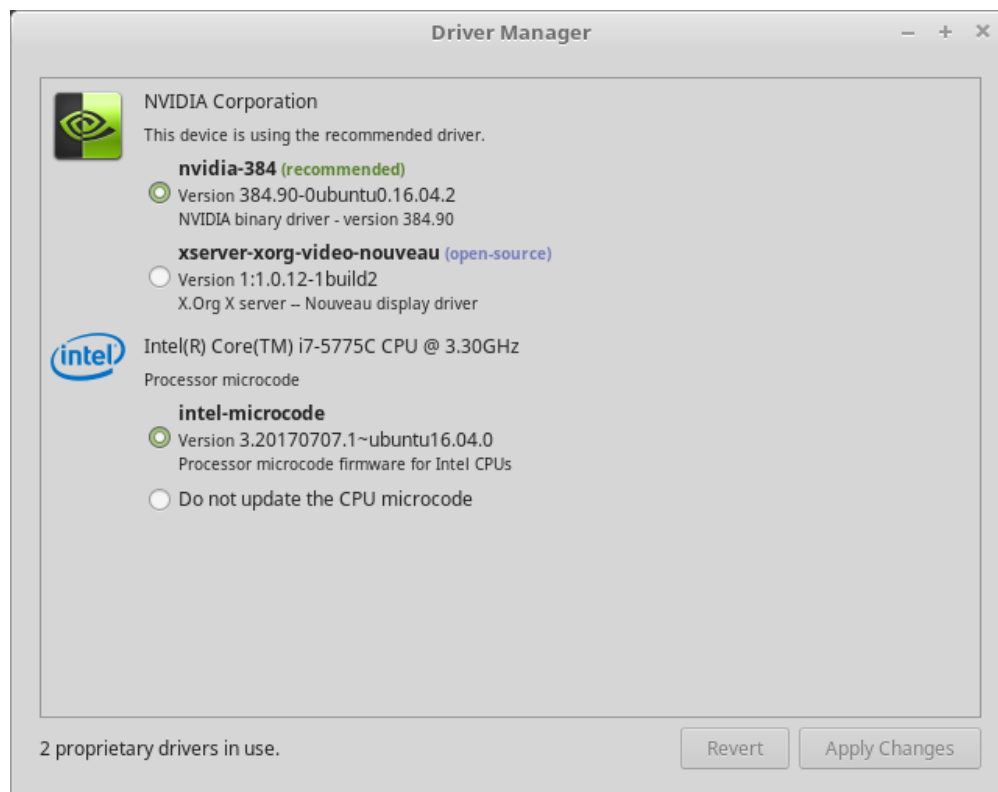 Driver Manager
NVIDIA Corporation
This device is using the recommended driver.
nvidia-384 (recommended)
Version 384.90-0ubuntu0.16.04.2
NVIDIA binary driver - version 384.90
xserver-xorg-video-nouveau (open-source)
Version 1:1.0.12-1build2
X.Org X server -- Nouveau display driver
intel
Intel(R) Core(TM) i7-5775C CPU @ 3.30GHz
Processor microcode
intel-microcode
Version 3.20170707.1~ubuntu16.04.0
Processor microcode firmware for Intel CPUs
Do not update the CPU microcode
2 proprietary drivers in use.
Revert
Apply Changes